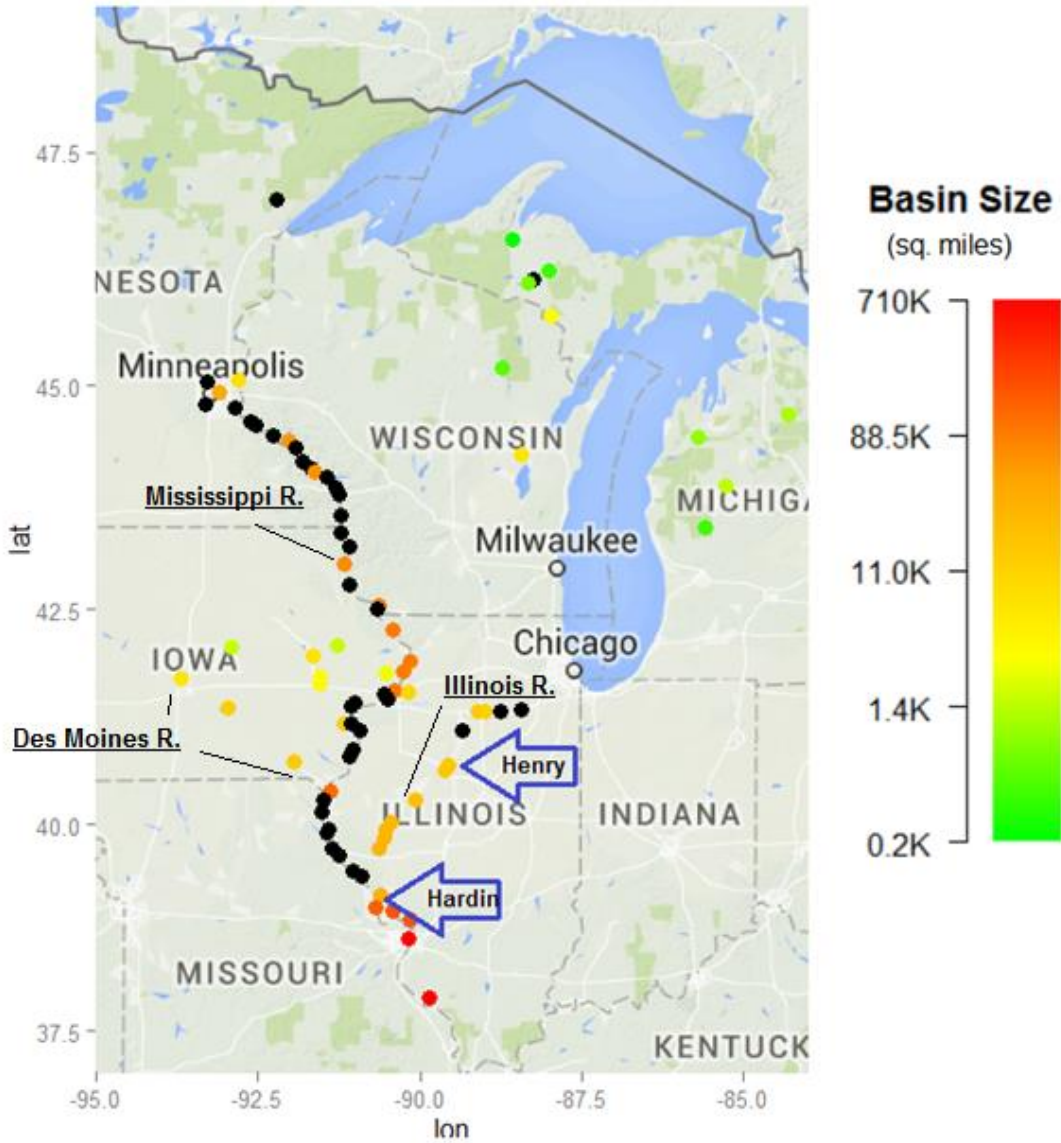 47.5
45.0
42.5
40.0
37.5
lat
-95.0
-92.5
-90.0
-87.5
-85.0
lon
NESOTA
Minneapolis
WISCONSIN
MICHIGA
Mississippi R.
Milwaukee
Chicago
IOWA
Illinois R.
Des Moines R.
Henry
ILLINOIS
INDIANA
Hardin
MISSOURI
KENTUCK
Basin Size
(sq. miles)
710K
88.5K
11.0K
1.4K
0.2K